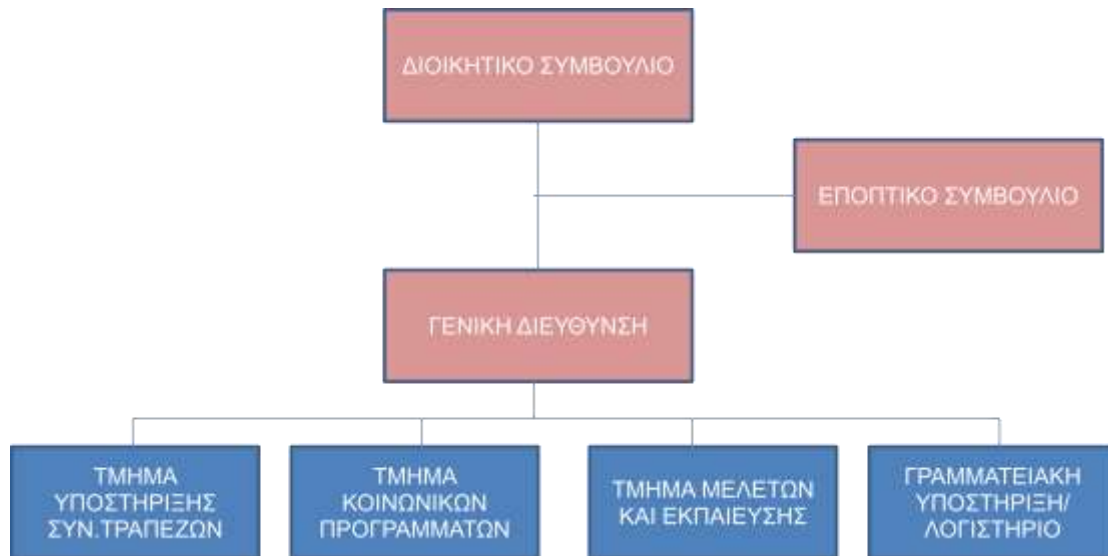 ΔΙΟΙΚΗΤΙΚΟ ΣΥΜΒΟΥΛΙΟ
ΕΠΟΠΤΙΚΟ ΣΥΜΒΟΥΛΙΟ
ΓΕΝΙΚΗ ΔΙΕΥΘΥΝΣΗ
ΤΜΗΜΑ
ΥΠΟΣΤΗΡΙΞΗΣ
ΣΥΝ.ΤΡΑΠΕΖΩΝ
ΤΜΗΜΑ
ΚΟΙΝΩΝΙΚΩΝ
ΠΡΟΓΡΑΜΜΑΤΩΝ
ΤΜΗΜΑ ΜΕΛΕΤΩΝ
ΚΑΙ ΕΚΠΑΙΕΥΣΗΣ
ΓΡΑΜΜΑΤΕΙΑΚΗ
ΥΠΟΣΤΗΡΙΞΗ/
ΛΟΓΙΣΤΗΡΙΟ